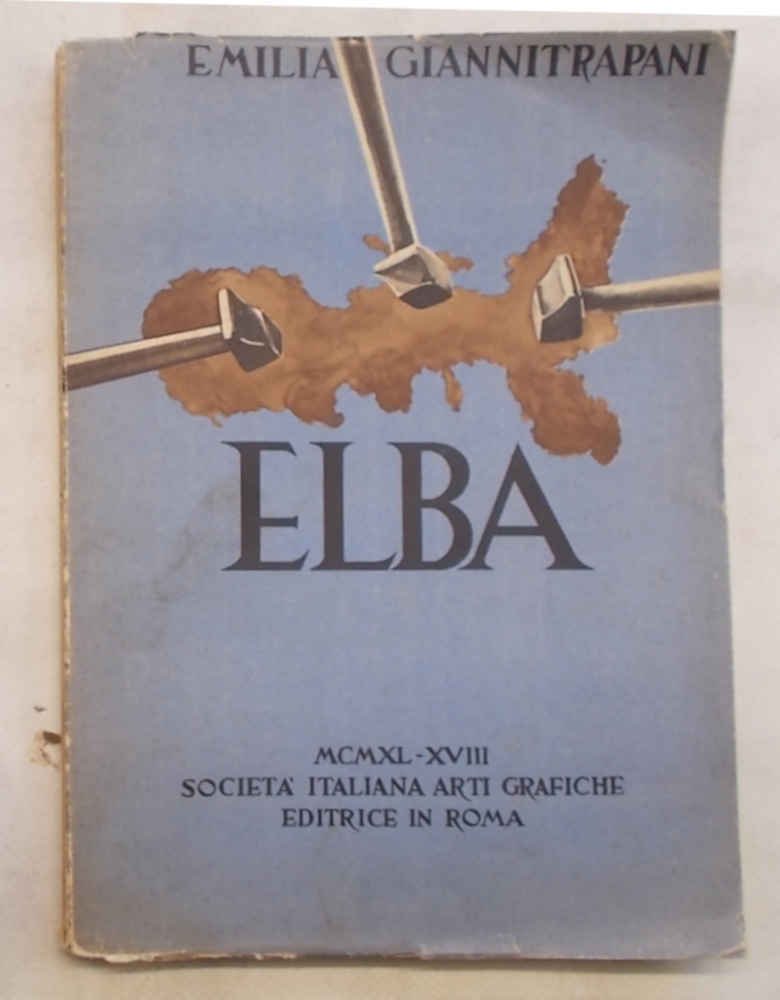 EMILIA GIANNITRAPANI
ELBA
MCMXL-XVIII
SOCIETA' ITALIANA ARTI GRAFICHE
EDITRICE IN ROMA